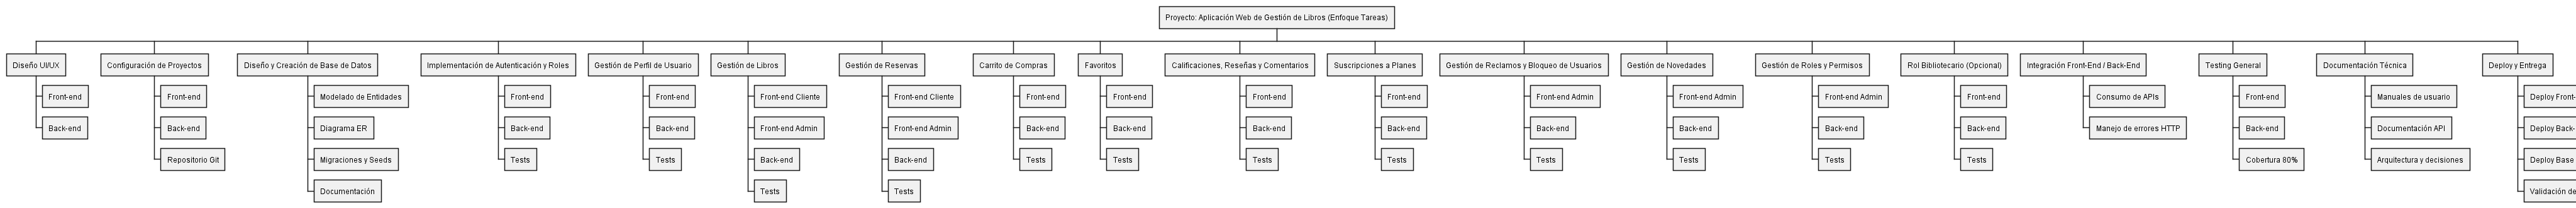 Proyecto: Aplicación Web de Gestión de Libros (Enfoque Tareas)
Diseño UI/UX
Front-end
Back-end
Configuración de Proyectos
Front-end
Back-end
Repositorio Git
Diseño y Creación de Base de Datos
Modelado de Entidades
Diagrama ER
Migraciones y Seeds
Documentación
Implementación de Autenticación y Roles
Front-end
Back-end
Tests
Gestión de Perfil de Usuario
Front-end
Back-end
Tests
Gestión de Libros
Front-end Cliente
Front-end Admin
Back-end
Tests
Gestión de Reservas
Front-end Cliente
Front-end Admin
Back-end
Tests
Carrito de Compras
Front-end
Back-end
Tests
Favoritos
Front-end
Back-end
Tests
Calificaciones, Reseñas y Comentarios
Front-end
Back-end
Tests
Suscripciones a Planes
Front-end
Back-end
Tests
Gestión de Reclamos y Bloqueo de Usuarios
Front-end Admin
Back-end
Tests
Gestión de Novedades
Front-end Admin
Back-end
Tests
Gestión de Roles y Permisos
Front-end Admin
Back-end
Tests
Rol Bibliotecario (Opcional)
Front-end
Back-end
Tests
Integración Front-End / Back-End
Consumo de APIs
Manejo de errores HTTP
Testing General
Front-end
Back-end
Cobertura 80%
Documentación Técnica
Manuales de usuario
Documentación API
Arquitectura y decisiones
Deploy y Entrega
Deploy Front-
Deploy Back-
Deploy Base
Validación de